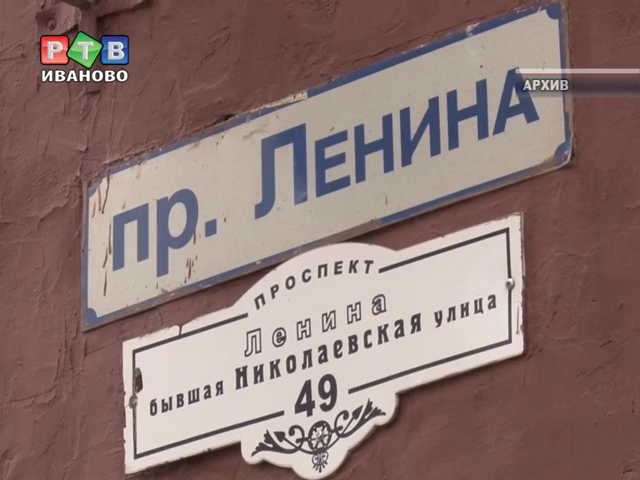 РТВ
ИВАНОВО
АРХИВ
пр. Ленина
ПРОСПЕКТ
Ленина
бывшая Николаевская улица
49